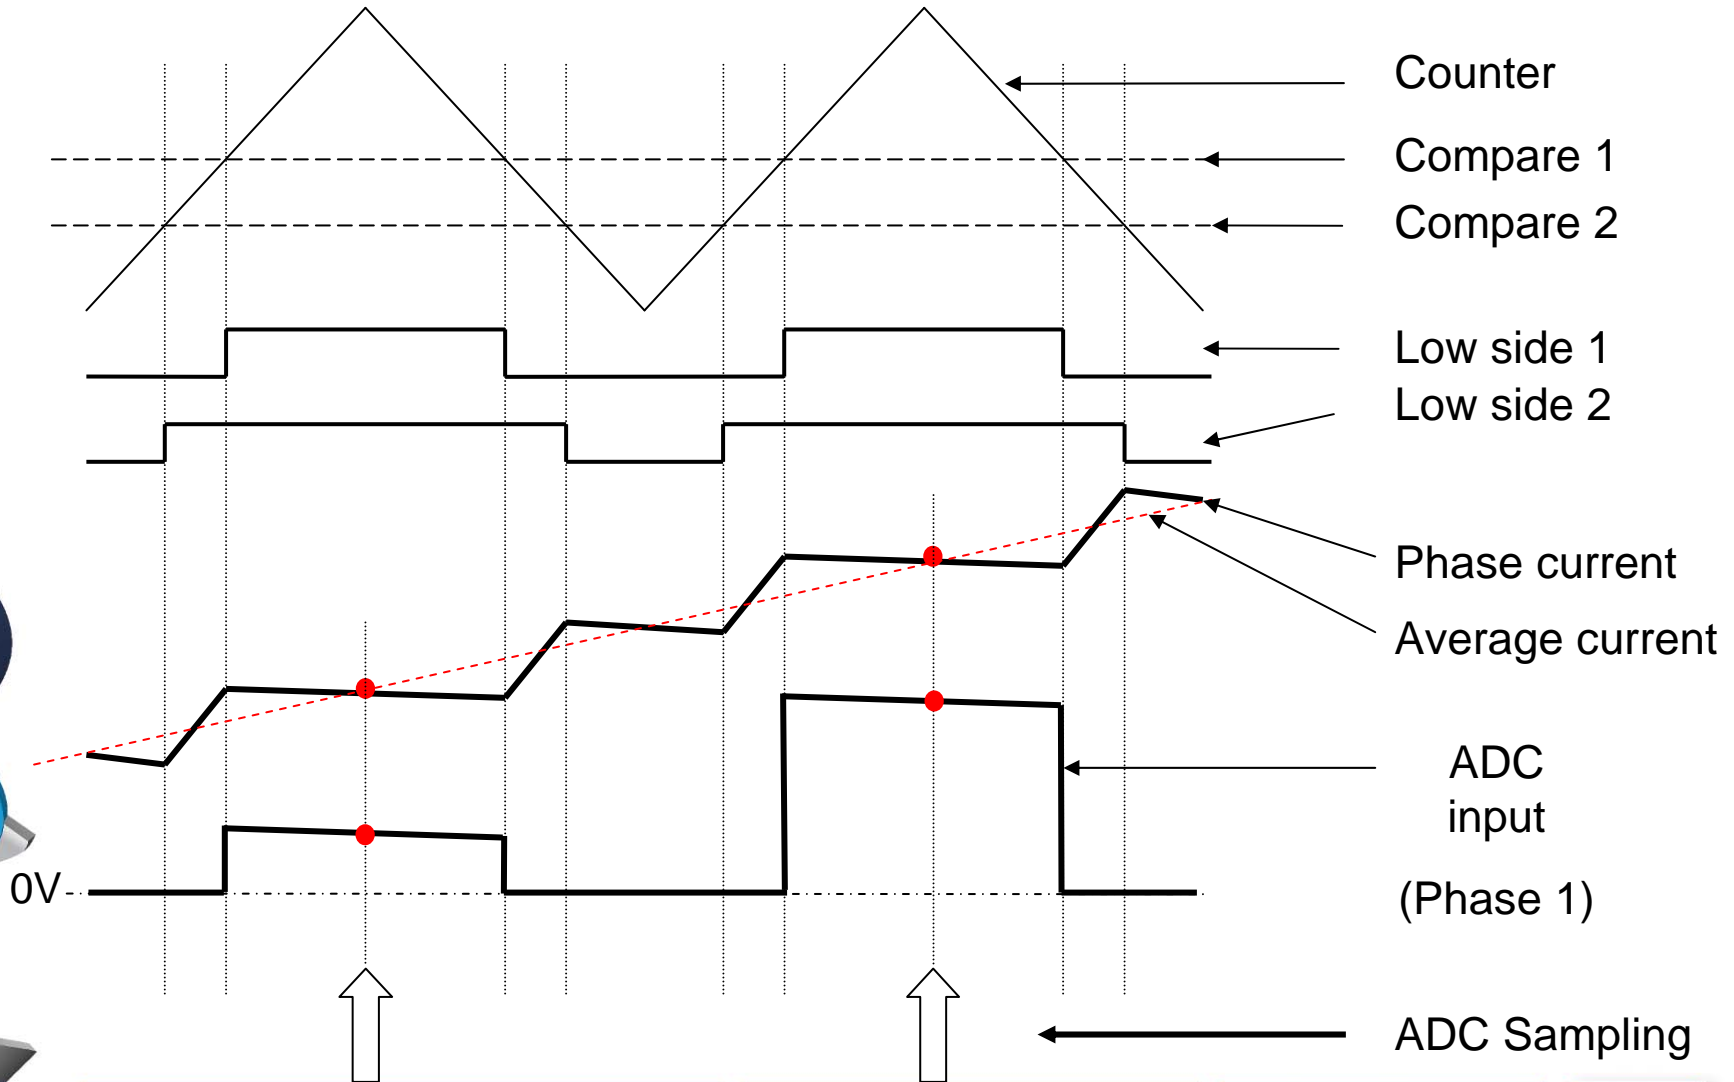 Counter
Compare 1
Compare 2
Low side 1
Low side 2
Phase current
Average current
ADC
input
0V
(Phase 1)
ADC Sampling